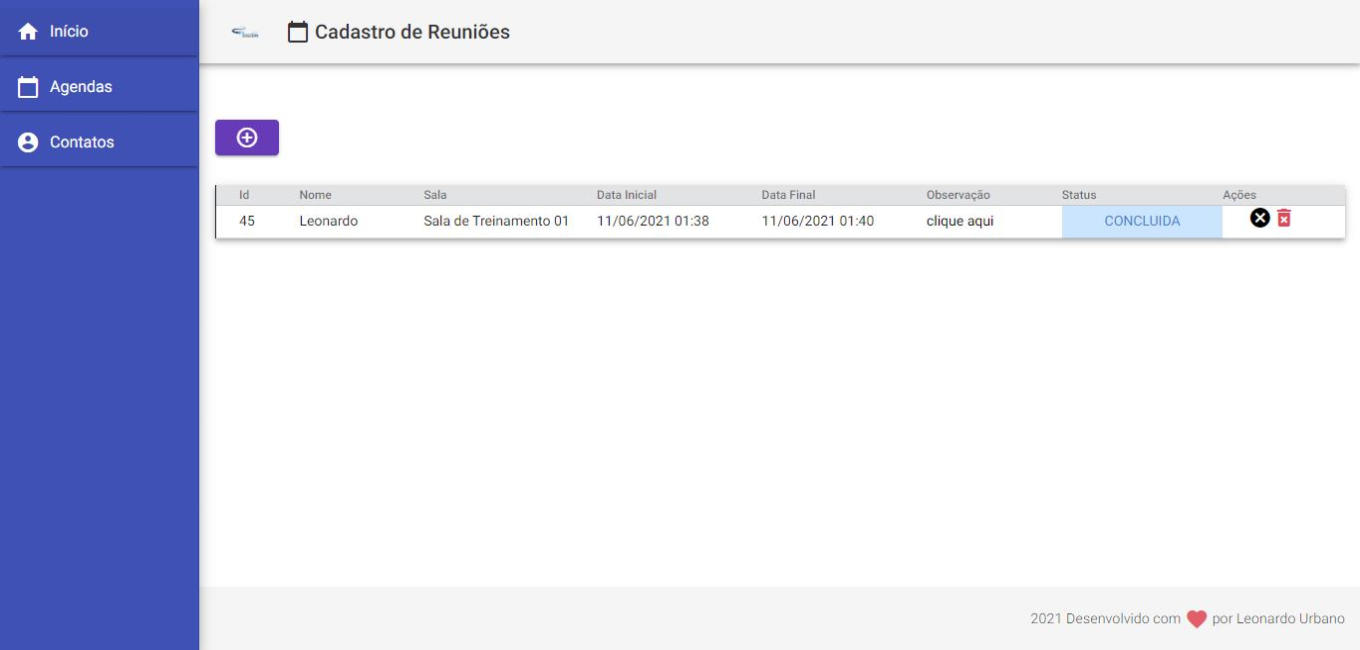 Início
Agendas
Contatos
Cadastro de Reuniões
Id Nome Sala Data Inicial Data Final Observação Status Ações
45 Leonardo Sala de Treinamento 01 11/06/2021 01:38 11/06/2021 01:40 clique aqui CONCLUIDA
2021 Desenvolvido com por Leonardo Urbano